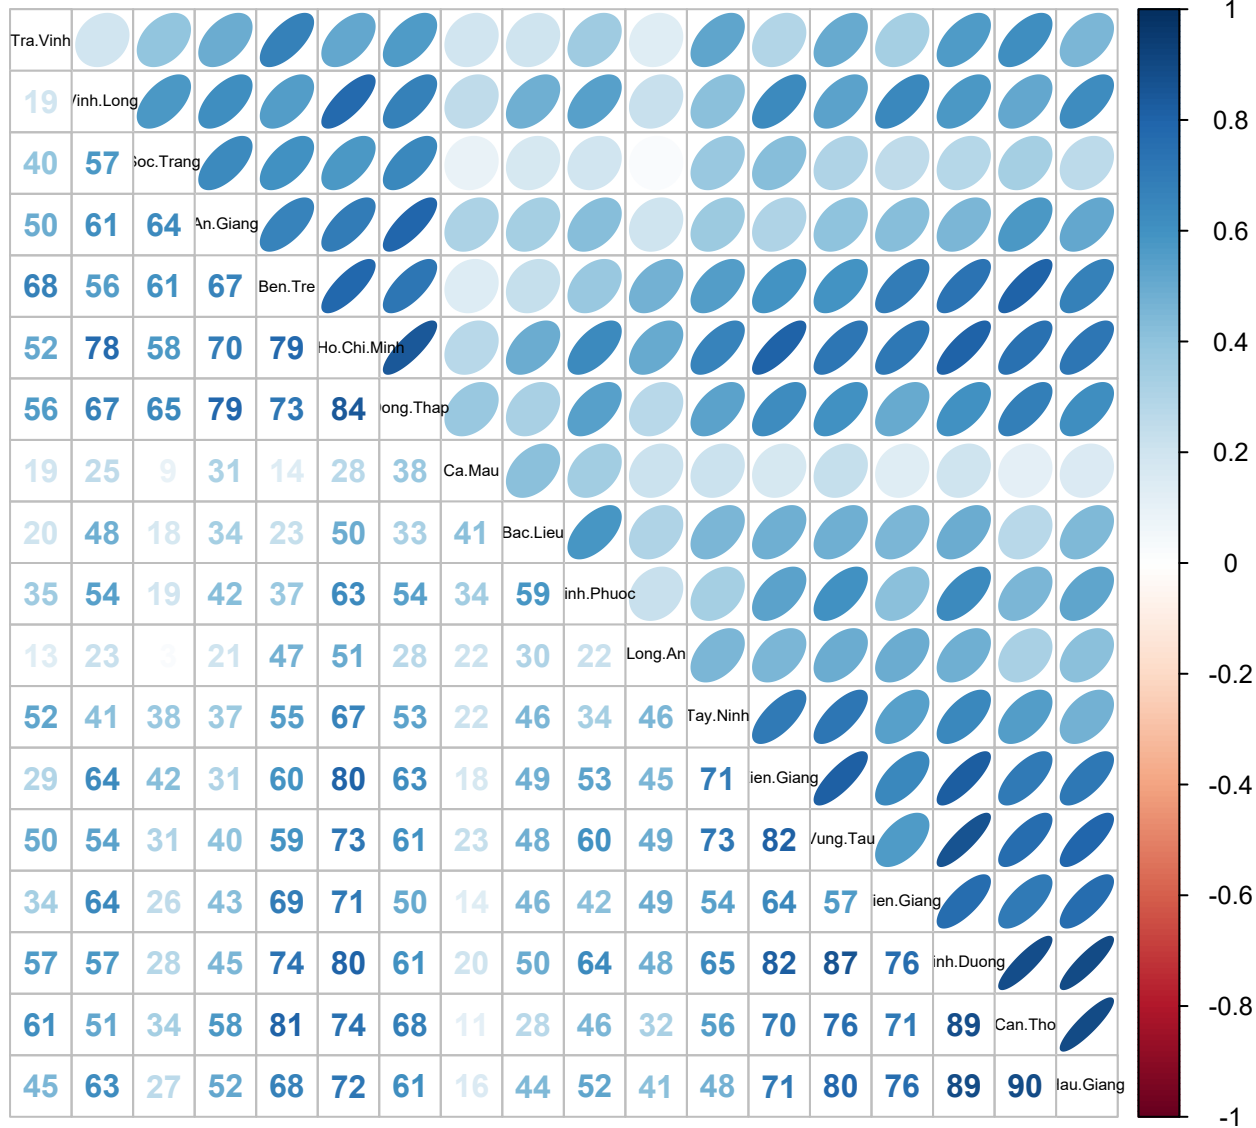 Tra.Vinh
19 Vinh.Long
40 57 Soc.Trang
50 61 64 An.Giang
68 56 61 67 Ben.Tre
52 78 58 70 79 Ho.Chi.Minh
56 67 65 79 73 84 ong.Thap
19 25 9 31 14 28 38 Ca.Mau
20 48 18 34 23 50 33 41 Bac.Lieu
35 54 19 42 37 63 54 34 59 inh.Phuoc
13 23 3 21 47 51 28 22 30 22 Long.An
52 41 38 37 55 67 53 22 46 34 46 Tay.Ninh
29 64 42 31 60 80 63 18 49 53 45 71 ien.Giang
50 54 31 40 59 73 61 23 48 60 49 73 82 Vung.Tau
34 64 26 43 69 71 50 14 46 42 49 54 64 57 ien.Giang
57 57 28 45 74 80 61 20 50 64 48 65 82 87 76 inh.Duong
61 51 34 58 81 74 68 11 28 46 32 56 70 76 71 89 Can.Tho
45 63 27 52 68 72 61 16 44 52 41 48 71 80 76 89 90 Hau.Giang
1
0.8
0.6
0.4
0.2
0
-0.2
-0.4
-0.6
-0.8
-1